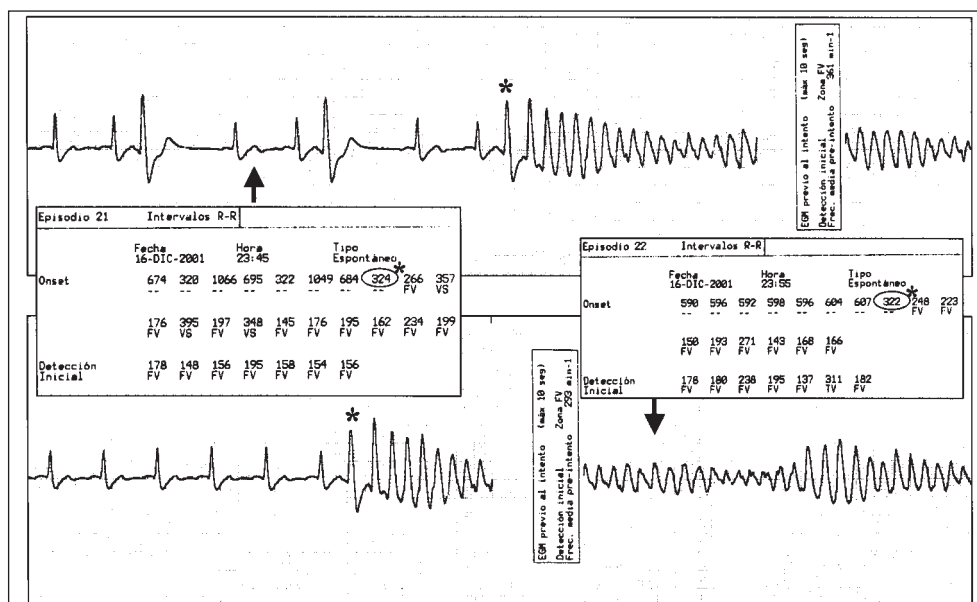 *
EGM previo al intento (máx 10 seg)
Detección inicial Zona FV
Frec. media pre-intento 361 min-1
Episodio 21 Intervalos R-R
Fecha Hora Tipo
16-DIC-2001 23:45 Espontáneo
*
Onset 674 320 1066 695 322 1049 684 324 266 357
-- -- -- -- -- -- -- -- FV VS
176 395 197 348 145 176 195 162 234 199
FV VS FV VS FV FV FV FV FV FV
Detección 178 148 156 195 158 154 156
Inicial FV FV FV FV FV FV FV
Episodio 22 Intervalos R-R
Fecha Hora Tipo
16-DIC-2001 23:55 Espontáneo
*
Onset 590 596 592 598 596 604 607 322 248 223
-- -- -- -- -- -- -- -- FV FV
150 193 271 143 168 166
FV FV FV FV FV FV
Detección 178 180 238 195 137 311 182
Inicial FV FV FV FV FV TV FV
*
EGM previo al intento (máx 10 seg)
Detección inicial Zona FV
Frec. media pre-intento 293 min-1